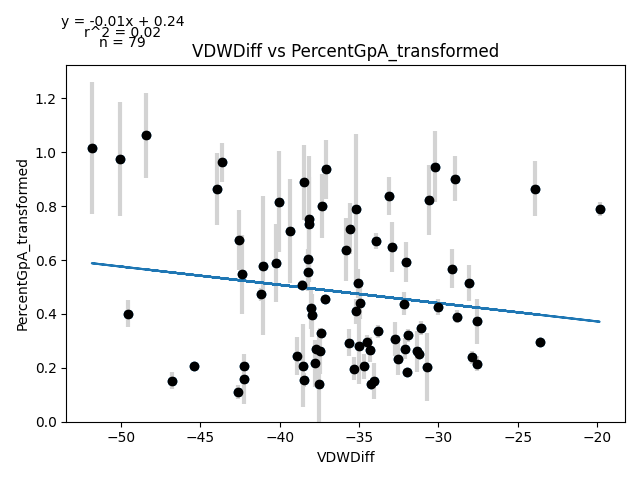 y = -0.01x + 0.24
r^2 = 0.02
n = 79
VDWDiff vs PercentGpA_transformed
1.2
1.0
0.8
0.6
0.4
0.2
0.0
PercentGpA_transformed
−50
−45
−40
−35
−30
−25
−20
VDWDiff